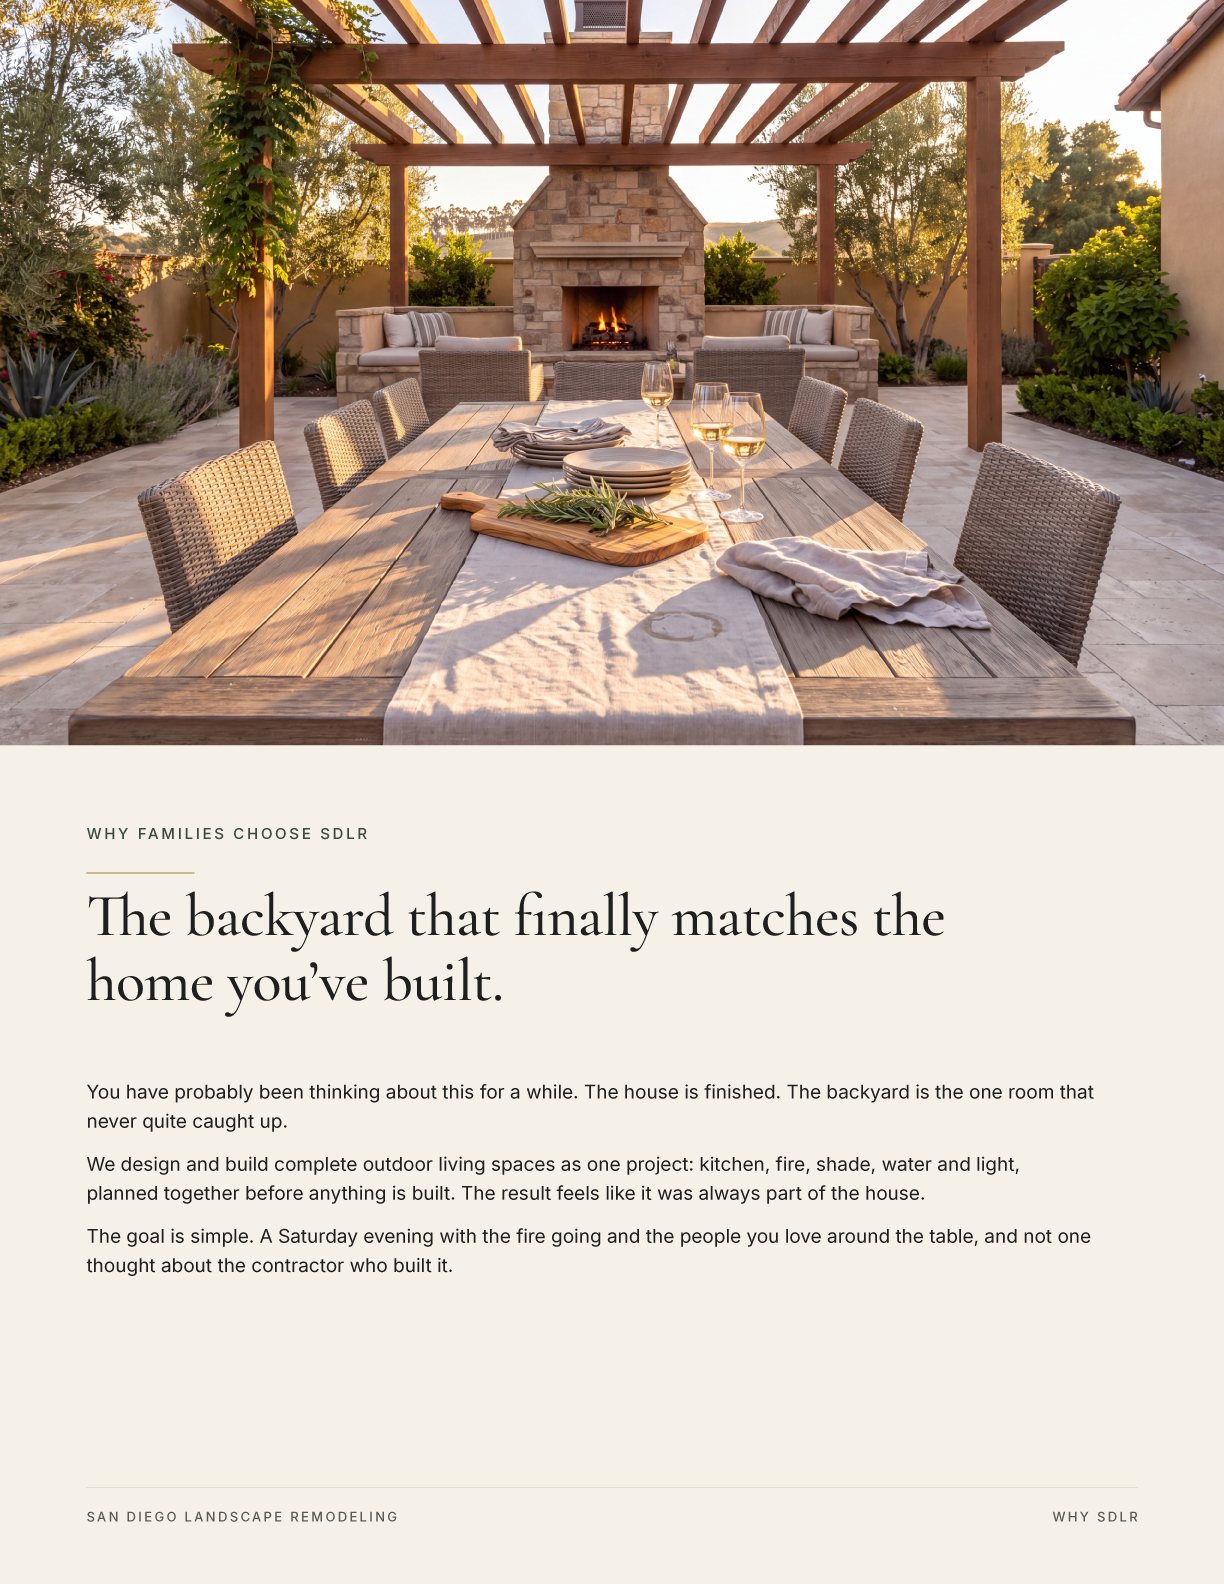 WHY FAMILIES CHOOSE SDLR
The backyard that finally matches the
home you’ve built.
You have probably been thinking about this for a while. The house is finished. The backyard is the one room that
never quite caught up.
We design and build complete outdoor living spaces as one project: kitchen, fire, shade, water and light,
planned together before anything is built. The result feels like it was always part of the house.
The goal is simple. A Saturday evening with the fire going and the people you love around the table, and not one
thought about the contractor who built it.
SAN DIEGO LANDSCAPE REMODELING
WHY SDLR